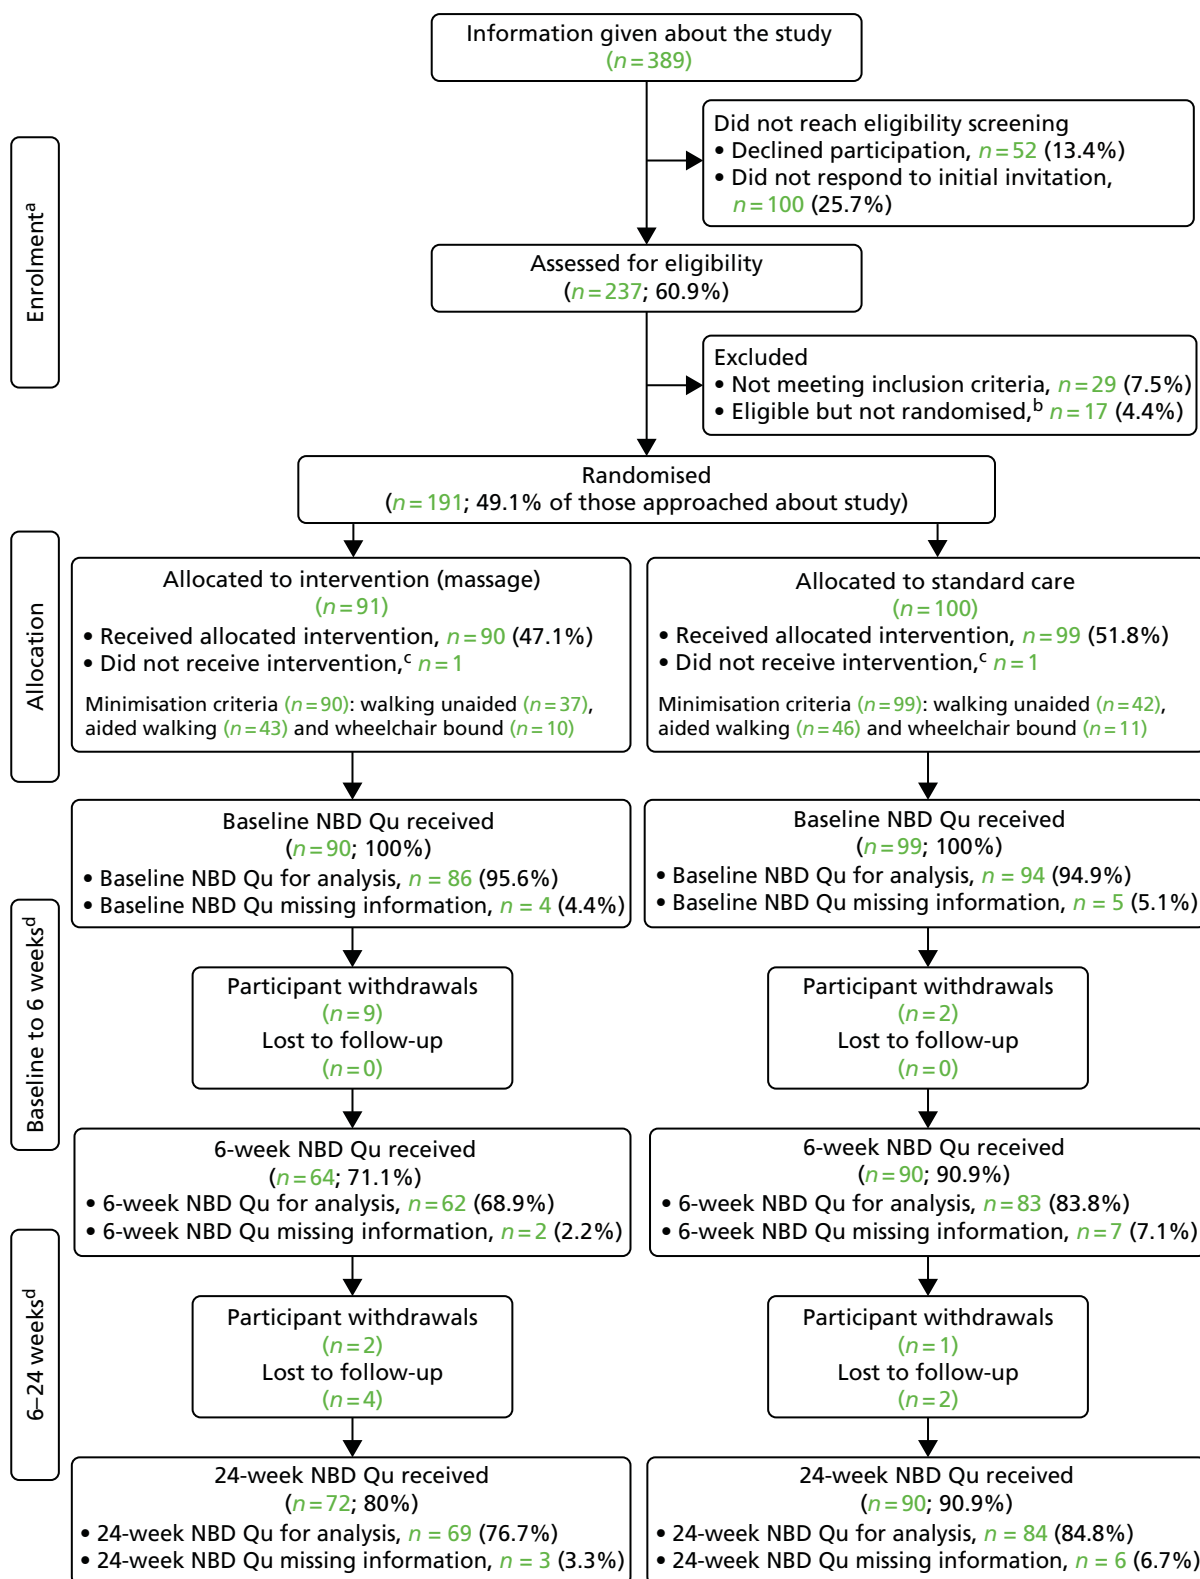 Information given about the study
(n=389)
Did not reach eligibility screening
• Declined participation, n=52 (13.4%)
• Did not respond to initial invitation,
n=100 (25.7%)
Enrolmentᵃ
Assessed for eligibility
(n=237; 60.9%)
Excluded
• Not meeting inclusion criteria, n=29 (7.5%)
• Eligible but not randomised,ᵇ n=17 (4.4%)
Randomised
(n=191; 49.1% of those approached about study)
Allocation
Allocated to intervention (massage)
(n=91)
• Received allocated intervention, n=90 (47.1%)
• Did not receive intervention,ᶜ n=1
Minimisation criteria (n=90): walking unaided (n=37),
aided walking (n=43) and wheelchair bound (n=10)
Allocated to standard care
(n=100)
• Received allocated intervention, n=99 (51.8%)
• Did not receive intervention,ᶜ n=1
Minimisation criteria (n=99): walking unaided (n=42),
aided walking (n=46) and wheelchair bound (n=11)
Baseline to 6 weeksᵈ
Baseline NBD Qu received
(n=90; 100%)
• Baseline NBD Qu for analysis, n = 86 (95.6%)
• Baseline NBD Qu missing information, n = 4 (4.4%)
Baseline NBD Qu received
(n=99; 100%)
• Baseline NBD Qu for analysis, n = 94 (94.9%)
• Baseline NBD Qu missing information, n = 5 (5.1%)
Participant withdrawals
(n=9)
Lost to follow-up
(n=0)
Participant withdrawals
(n=2)
Lost to follow-up
(n=0)
6-week NBD Qu received
(n=64; 71.1%)
• 6-week NBD Qu for analysis, n=62 (68.9%)
• 6-week NBD Qu missing information, n=2 (2.2%)
6-week NBD Qu received
(n=90; 90.9%)
• 6-week NBD Qu for analysis, n=83 (83.8%)
• 6-week NBD Qu missing information, n=7 (7.1%)
6–24 weeksᵈ
Participant withdrawals
(n=2)
Lost to follow-up
(n=4)
Participant withdrawals
(n=1)
Lost to follow-up
(n=2)
24-week NBD Qu received
(n=72; 80%)
• 24-week NBD Qu for analysis, n = 69 (76.7%)
• 24-week NBD Qu missing information, n = 3 (3.3%)
24-week NBD Qu received
(n=90; 90.9%)
• 24-week NBD Qu for analysis, n = 84 (84.8%)
• 24-week NBD Qu missing information, n = 6 (6.7%)